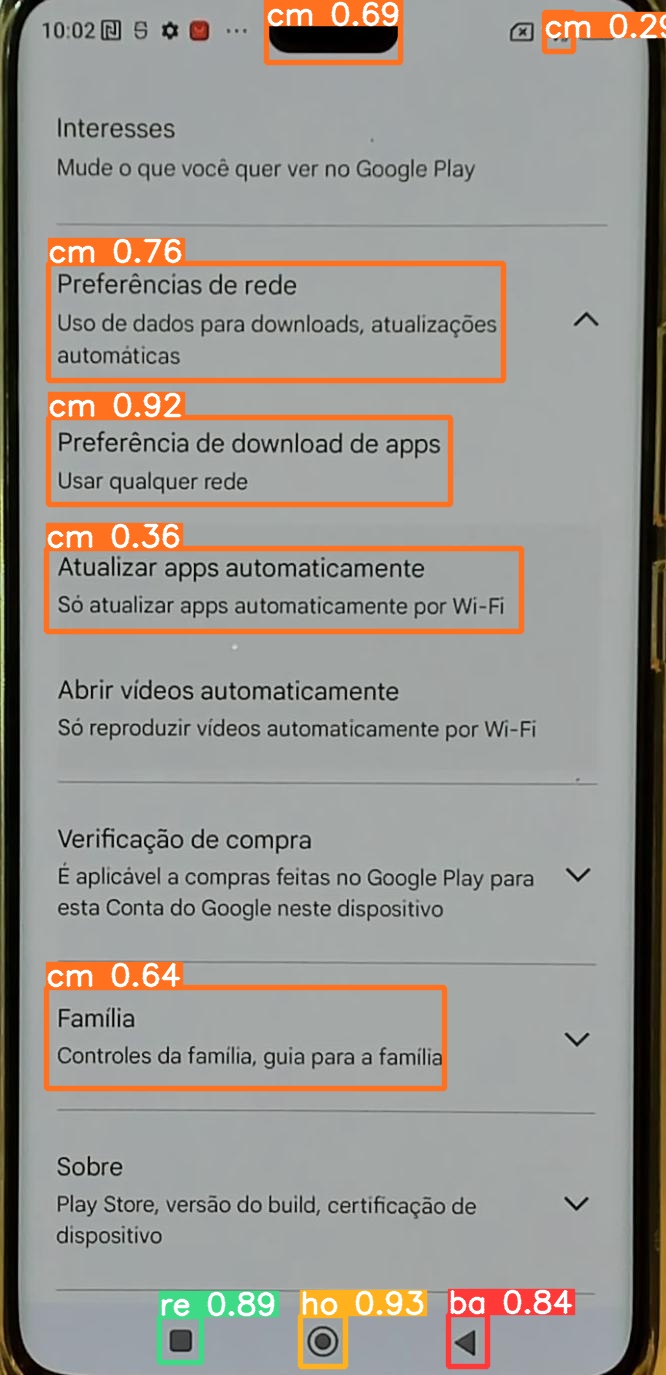 cm 0.69
cm 0.29
10:02
Interesses
Mude o que você quer ver no Google Play
cm 0.76
Preferências de rede
Uso de dados para downloads, atualizações
automáticas
cm 0.92
Preferência de download de apps
Usar qualquer rede
cm 0.36
Atualizar apps automaticamente
Só atualizar apps automaticamente por Wi-Fi
Abrir vídeos automaticamente
Só reproduzir vídeos automaticamente por Wi-Fi
Verificação de compra
É aplicável a compras feitas no Google Play para
esta Conta do Google neste dispositivo
cm 0.64
Família
Controles da família, guia para a família
Sobre
Play Store, versão do build, certificação de
dispositivo
re 0.89 ho 0.93 ba 0.84